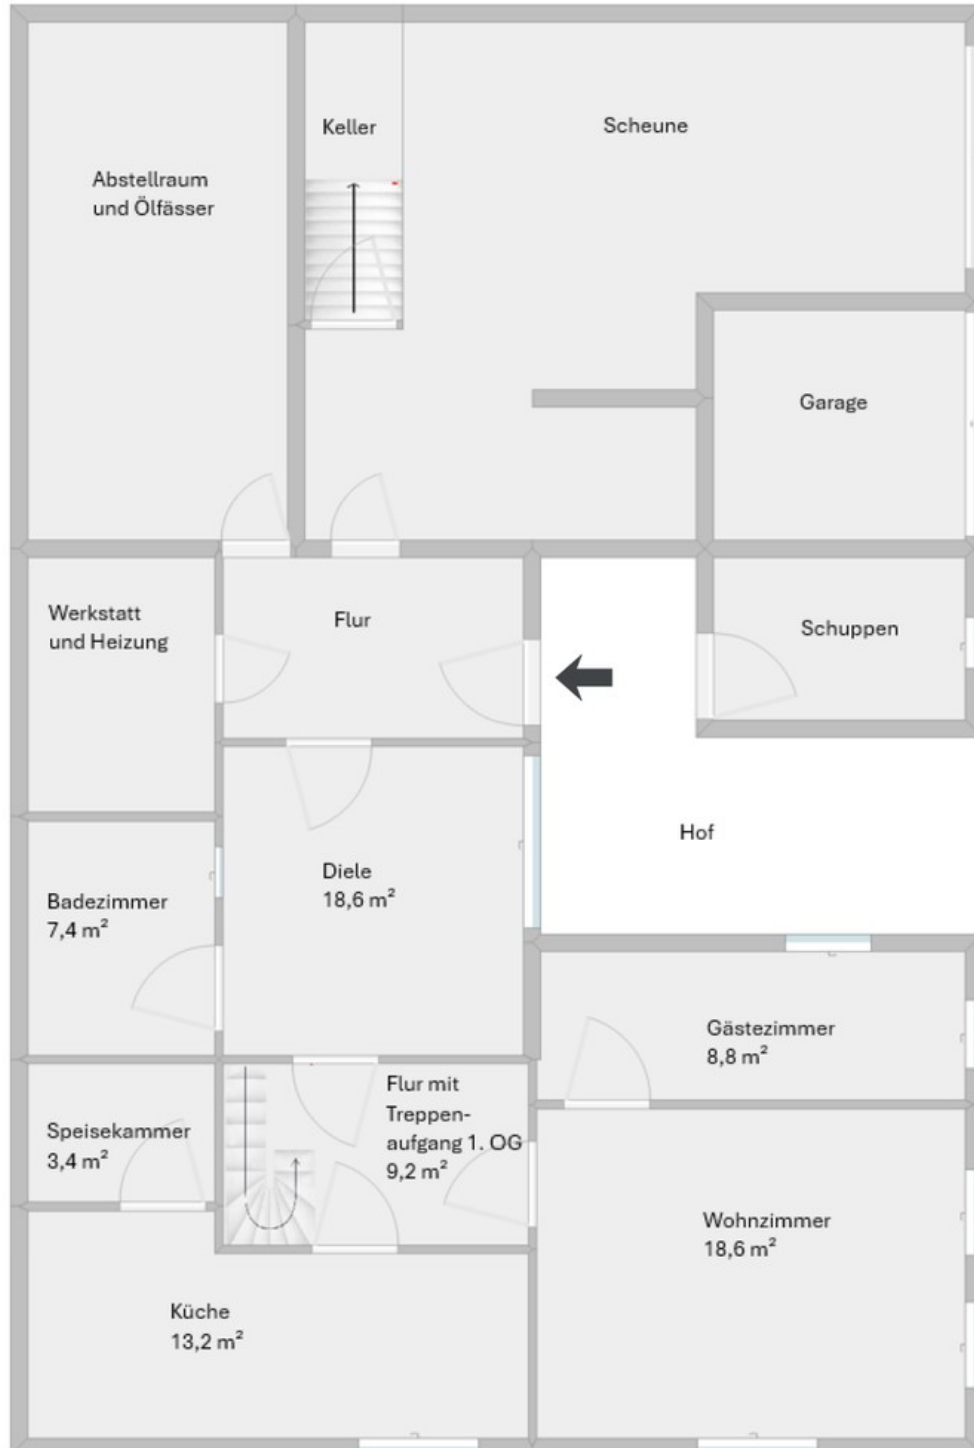 Keller
Scheune
Abstellraum
und Ölfässer
Garage
Werkstatt
und Heizung
Flur
Schuppen
Hof
Diele
18,6 m²
Badezimmer
7,4 m²
Gästezimmer
8,8 m²
Flur mit
Treppen-
aufgang 1. OG
9,2 m²
Speisekammer
3,4 m²
Wohnzimmer
18,6 m²
Küche
13,2 m²